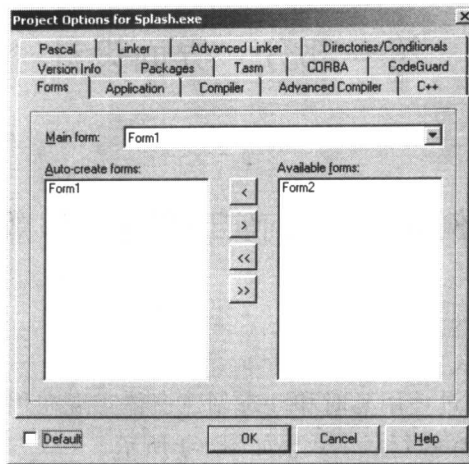 Project Options for Splash.exe
Pascal Linker Advanced Linker Directories/Conditionals
Version Info Packages Tasm CORBA CodeGuard
Forms Application Compiler Advanced Compiler C++
Main form: Form1
Auto-create forms: Available forms:
Form1 Form2
<
>
<<
>>
Default OK Cancel Help